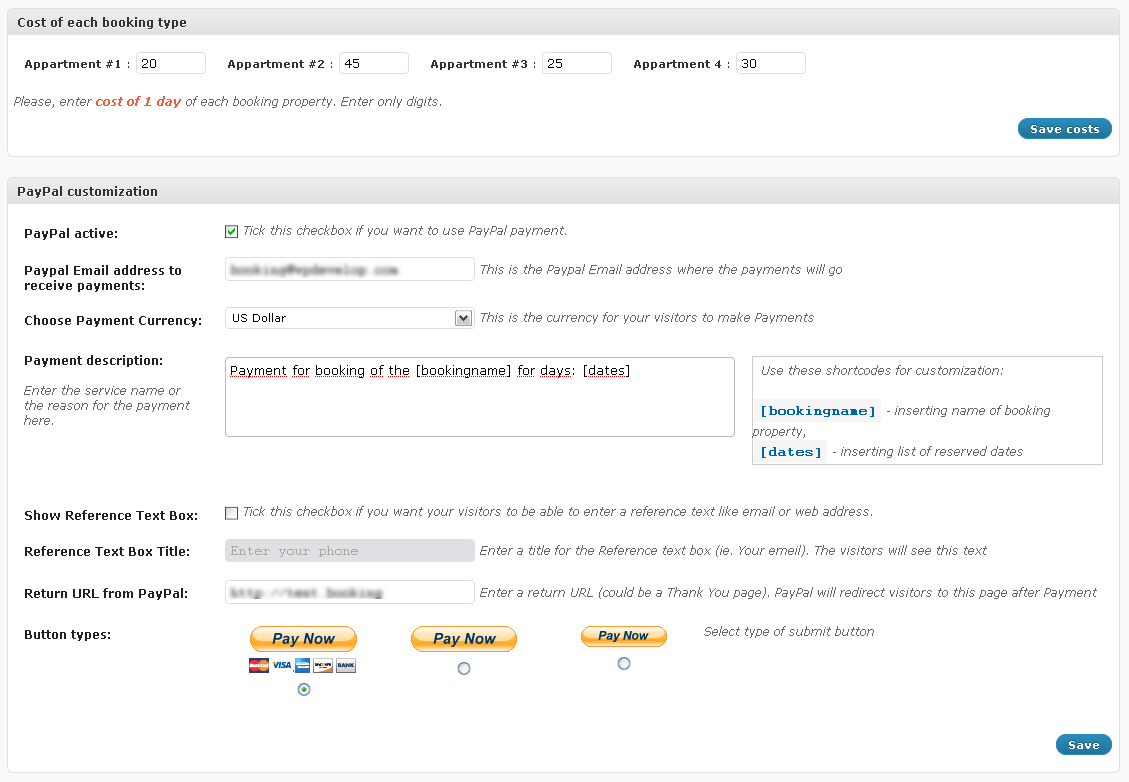 Cost of each booking type
Appartment #1 : 20 Appartment #2 : 45 Appartment #3 : 25 Appartment 4 : 30
Please, enter cost of 1 day of each booking property. Enter only digits.
Save costs
PayPal customization
PayPal active: Tick this checkbox if you want to use PayPal payment.
Paypal Email address to
receive payments:
This is the Paypal Email address where the payments will go
Choose Payment Currency: US Dollar This is the currency for your visitors to make Payments
Payment description:
Enter the service name or
the reason for the payment
here.
Payment for booking of the [bookingname] for days: [dates]
Use these shortcodes for customization:
[bookingname] - inserting name of booking
property,
[dates] - inserting list of reserved dates
Show Reference Text Box: Tick this checkbox if you want your visitors to be able to enter a reference text like email or web address.
Reference Text Box Title: Enter your phone Enter a title for the Reference text box (ie. Your emeil). The visitors will see this text
Return URL from PayPal: Enter a return URL (could be a Thank You page). PayPal will redirect visitors to this page after Payment
Button types: Pay Now Pay Now Pay Now Select type of submit button
VISA BANK
Save